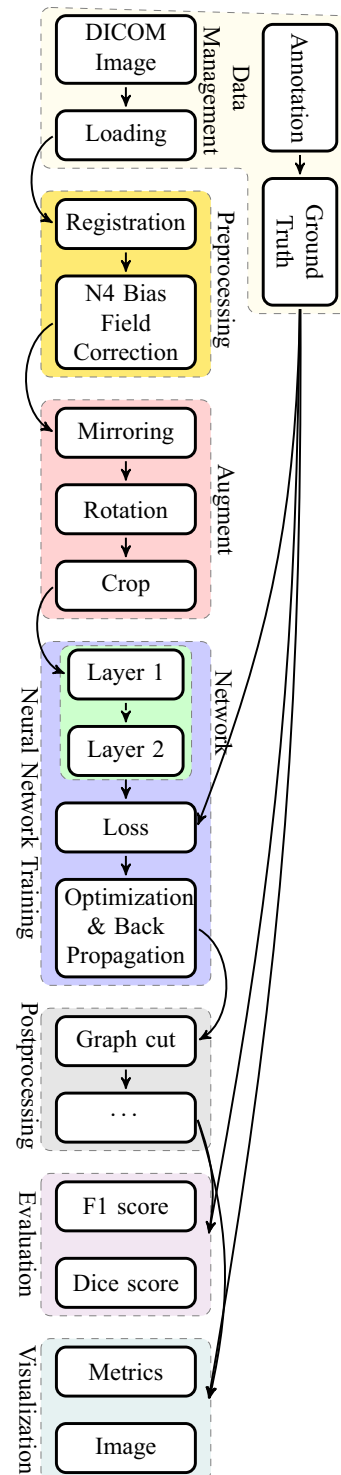 DICOM
Image
Loading
Data
Management
Annotation
Ground
Truth
Registration
N4 Bias
Field
Correction
Preprocessing
Mirroring
Rotation
Crop
Augment
Layer 1
Layer 2
Network
Loss
Optimization
& Back
Propagation
Neural Network Training
Graph cut
...
Postprocessing
F1 score
Dice score
Evaluation
Metrics
Image
Visualization